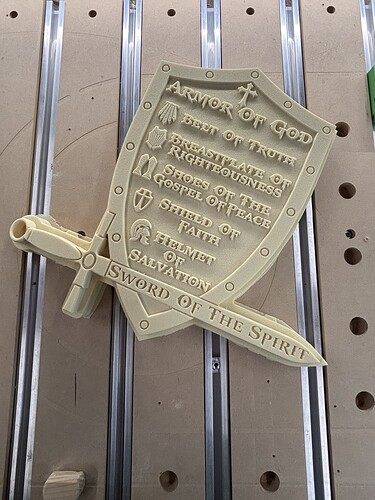 Armor Of God
Belt Of Truth
Breastplate Of
Righteousness
Shoes Of The
Gospel Of Peace
Shield Of
Faith
Helmet
Of
Salvation
Sword Of The Spirit